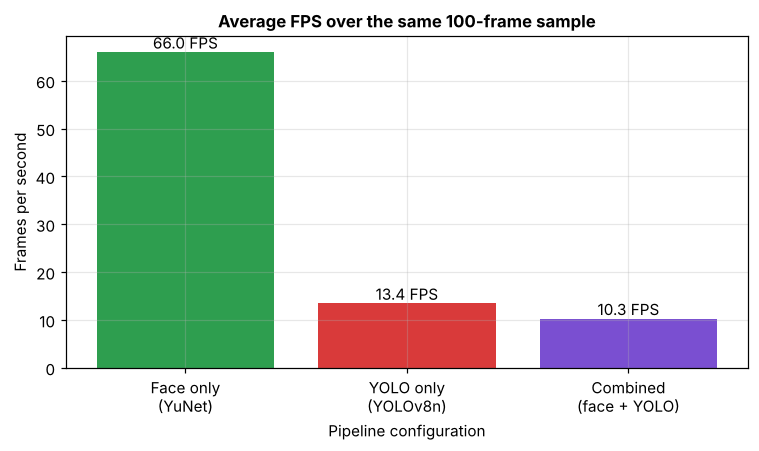 Average FPS over the same 100-frame sample
66.0 FPS
13.4 FPS
10.3 FPS
Frames per second
60
50
40
30
20
10
0
Face only
(YuNet)
YOLO only
(YOLOv8n)
Combined
(face + YOLO)
Pipeline configuration